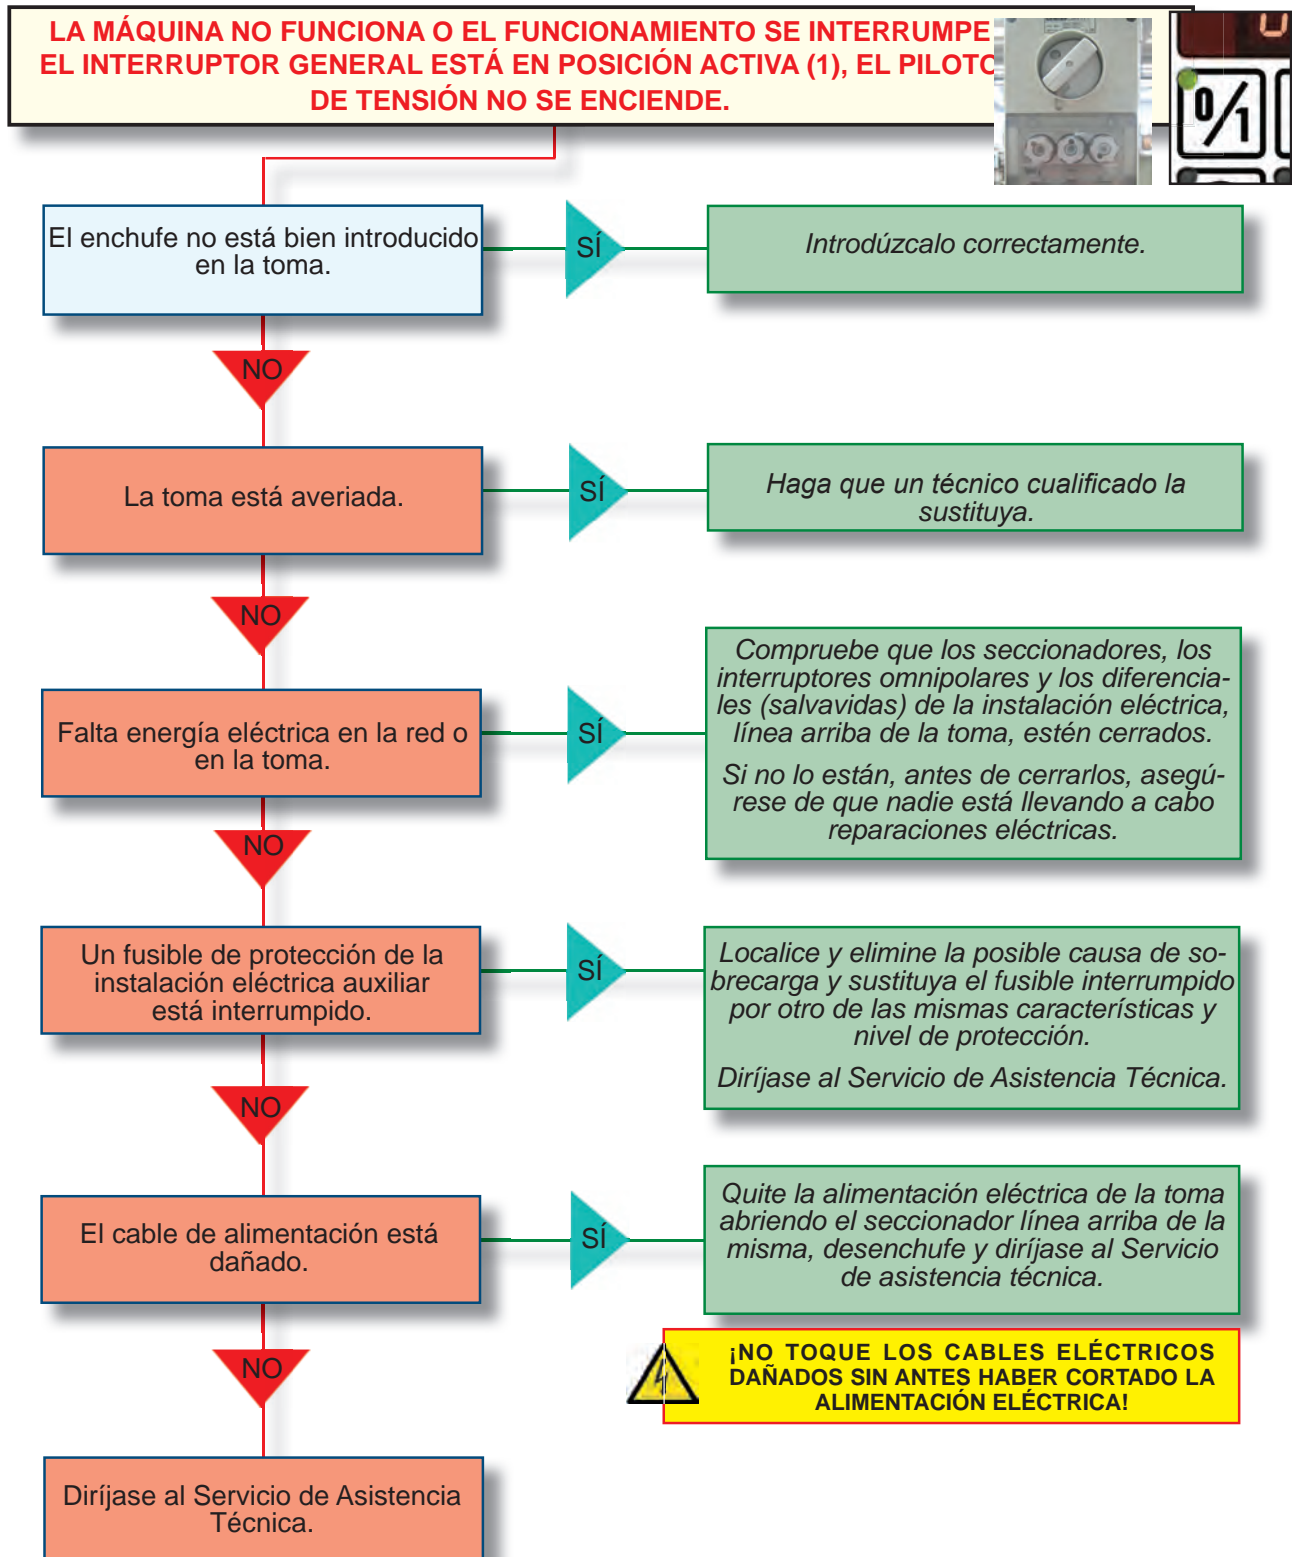 LA MÁQUINA NO FUNCIONA O EL FUNCIONAMIENTO SE INTERRUMPE
EL INTERRUPTOR GENERAL ESTÁ EN POSICIÓN ACTIVA (1), EL PILOTO
DE TENSIÓN NO SE ENCIENDE.
0/1
El enchufe no está bien introducido
en la toma.
SÍ
Introdúzcalo correctamente.
NO
La toma está averiada.
SÍ
Haga que un técnico cualificado la
sustituya.
NO
Falta energía eléctrica en la red o
en la toma.
SÍ
Compruebe que los seccionadores, los
interruptores omnipolares y los diferencia-
les (salvavidas) de la instalación eléctrica,
línea arriba de la toma, estén cerrados.
Si no lo están, antes de cerrarlos, asegú-
rese de que nadie está llevando a cabo
reparaciones eléctricas.
NO
Un fusible de protección de la
instalación eléctrica auxiliar
está interrumpido.
SÍ
Localice y elimine la posible causa de so-
brecarga y sustituya el fusible interrumpido
por otro de las mismas características y
nivel de protección.
Diríjase al Servicio de Asistencia Técnica.
NO
El cable de alimentación está
dañado.
SÍ
Quite la alimentación eléctrica de la toma
abriendo el seccionador línea arriba de la
misma, desenchufe y diríjase al Servicio
de asistencia técnica.
¡NO TOQUE LOS CABLES ELÉCTRICOS
DAÑADOS SIN ANTES HABER CORTADO LA
ALIMENTACIÓN ELÉCTRICA!
NO
Diríjase al Servicio de Asistencia
Técnica.